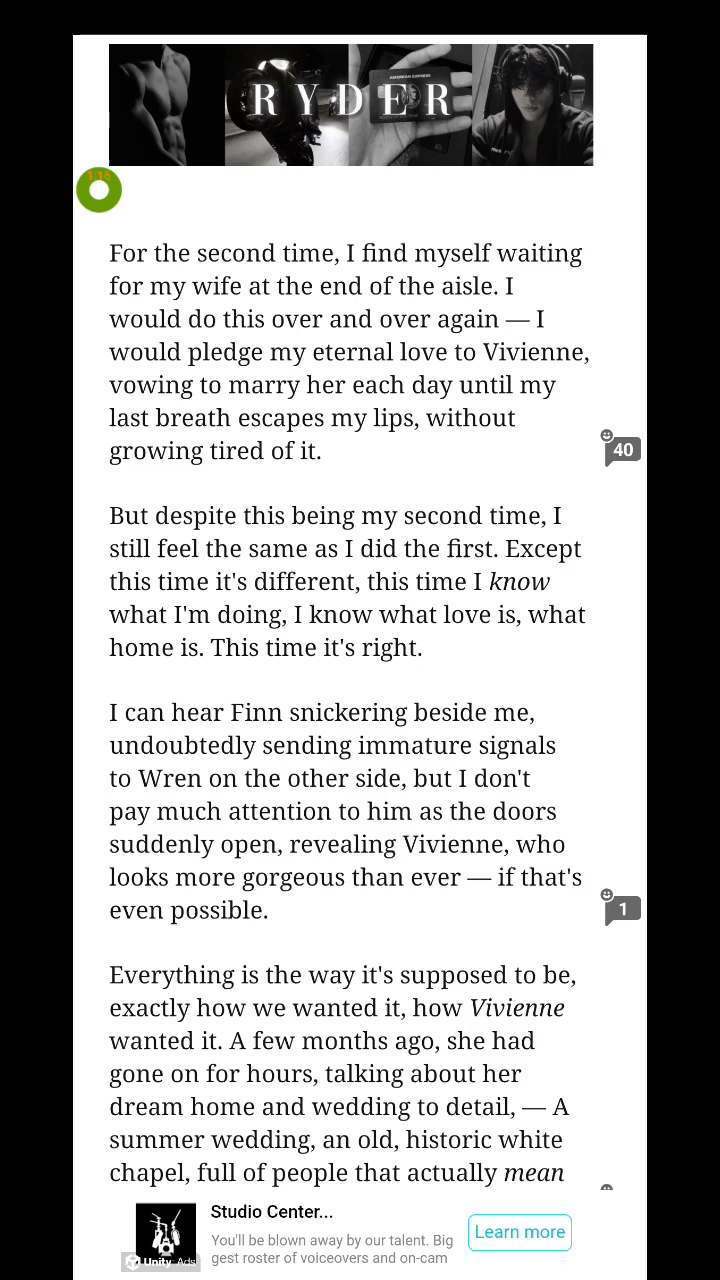 RYDER
AMERICAN EXPRESS
For the second time, I find myself waiting
for my wife at the end of the aisle. I
would do this over and over again — I
would pledge my eternal love to Vivienne,
vowing to marry her each day until my
last breath escapes my lips, without
growing tired of it.
40
But despite this being my second time, I
still feel the same as I did the first. Except
this time it's different, this time I know
what I'm doing, I know what love is, what
home is. This time it's right.
I can hear Finn snickering beside me,
undoubtedly sending immature signals
to Wren on the other side, but I don't
pay much attention to him as the doors
suddenly open, revealing Vivienne, who
looks more gorgeous than ever — if that's
even possible.
1
Everything is the way it's supposed to be,
exactly how we wanted it, how Vivienne
wanted it. A few months ago, she had
gone on for hours, talking about her
dream home and wedding to detail, — A
summer wedding, an old, historic white
chapel, full of people that actually mean
Studio Center...
You'll be blown away by our talent. Big
gest roster of voiceovers and on-cam
Learn more
Unity Ads